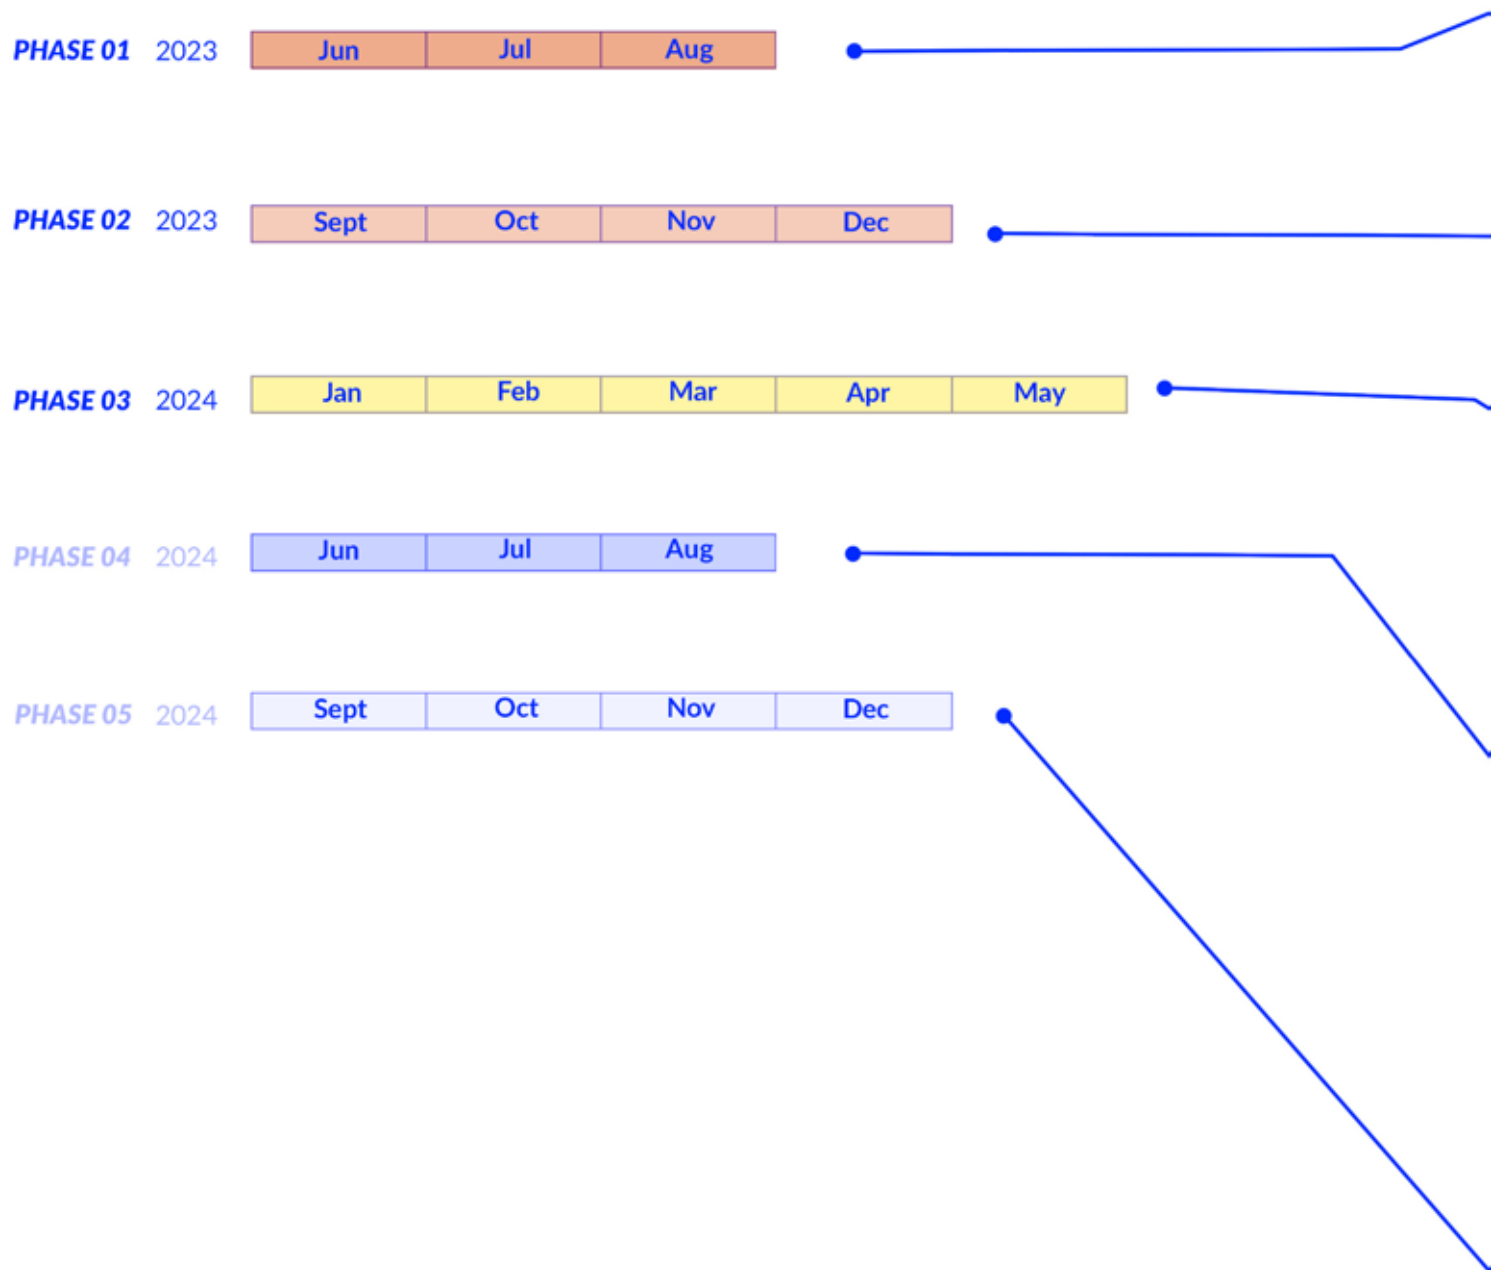 PHASE 01 2023 Jun Jul Aug
PHASE 02 2023 Sept Oct Nov Dec
PHASE 03 2024 Jan Feb Mar Apr May
PHASE 04 2024 Jun Jul Aug
PHASE 05 2024 Sept Oct Nov Dec